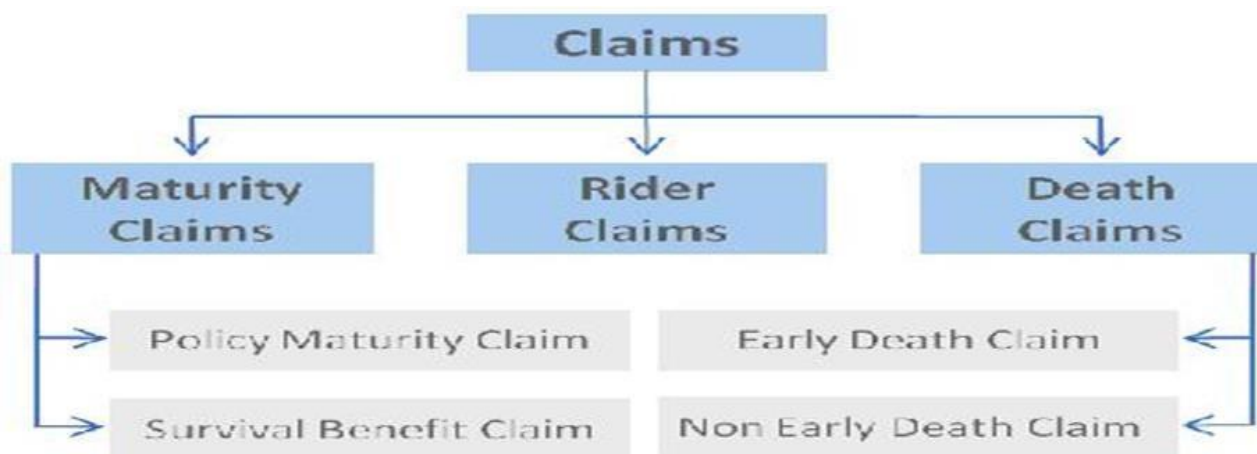 Claims
Maturity
Claims
Rider
Claims
Death
Claims
Policy Maturity Claim
Early Death Claim
Survival Benefit Claim
Non Early Death Claim